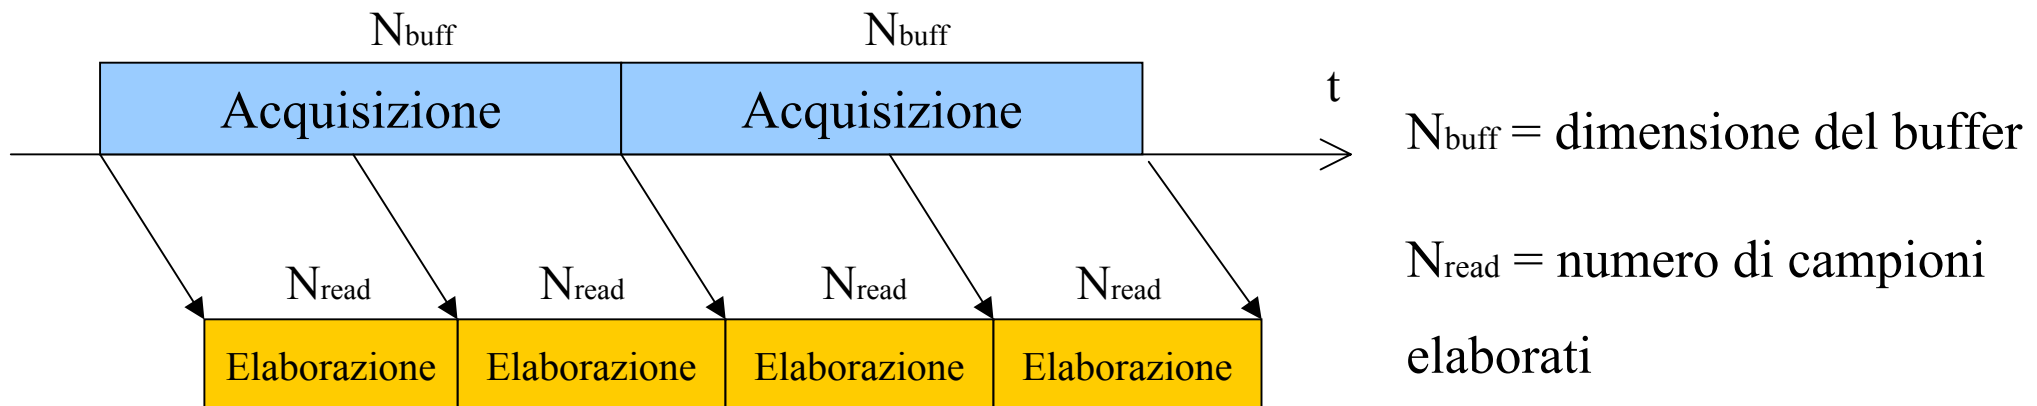 Nbuff Nbuff
Acquisizione Acquisizione t
Nread Nread Nread Nread
Elaborazione Elaborazione Elaborazione Elaborazione
Nbuff = dimensione del buffer
Nread = numero di campioni
elaborati